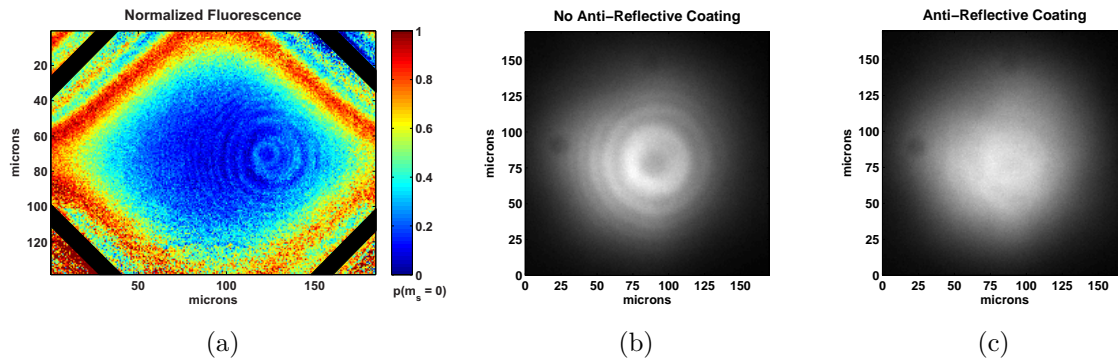 Normalized Fluorescence
microns
20
40
60
80
100
120
50
100
150
microns
1
0.8
0.6
0.4
0.2
0
p(m_s = 0)
(a)
No Anti-Reflective Coating
microns
150
125
100
75
50
25
0
0 25 50 75 100 125 150
microns
(b)
Anti-Reflective Coating
microns
150
125
100
75
50
25
0
0 25 50 75 100 125 150
microns
(c)